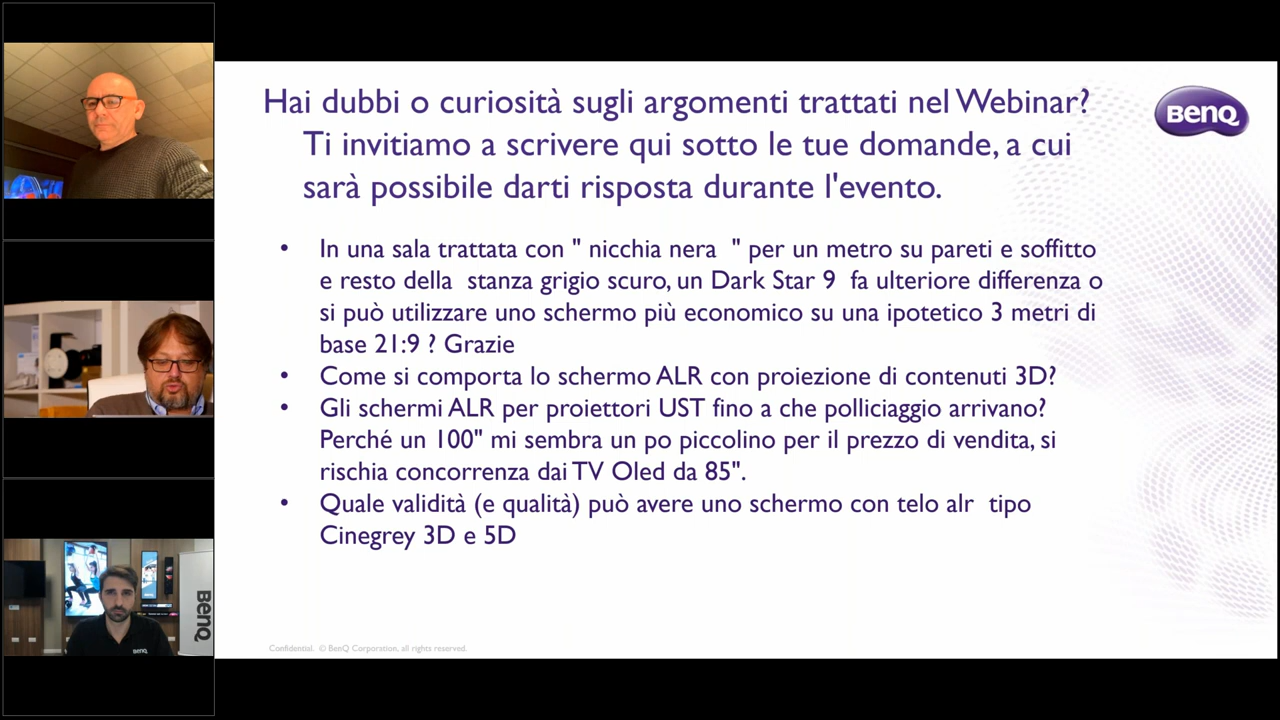 Hai dubbi o curiosità sugli argomenti trattati nel Webinar?
Ti invitiamo a scrivere qui sotto le tue domande, a cui
sarà possibile darti risposta durante l'evento.
BenQ
• In una sala trattata con " nicchia nera " per un metro su pareti e soffitto
e resto della stanza grigio scuro, un Dark Star 9 fa ulteriore differenza o
si può utilizzare uno schermo più economico su una ipotetico 3 metri di
base 21:9 ? Grazie
• Come si comporta lo schermo ALR con proiezione di contenuti 3D?
• Gli schermi ALR per proiettori UST fino a che polliciaggio arrivano?
Perché un 100" mi sembra un po piccolino per il prezzo di vendita, si
rischia concorrenza dai TV Oled da 85".
• Quale validità (e qualità) può avere uno schermo con telo alr tipo
Cinegrey 3D e 5D
Confidential. © BenQ Corporation, all rights reserved.
BenQ
BenQ